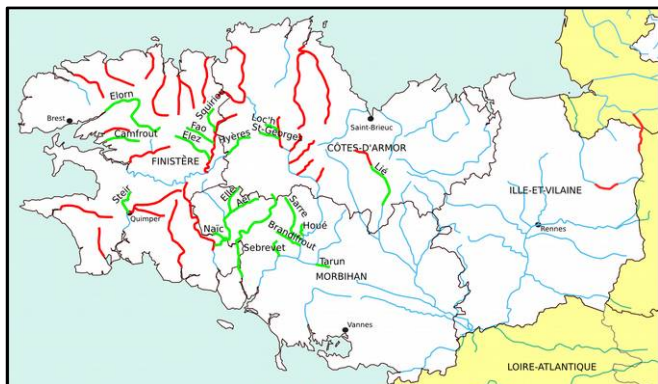 Elorn
Brest
Squiriou
Fao
Elez
Loc'h
St-Georges
Hyères
Saint-Brieuc
Camfrout
FINISTÈRE
CÔTES-D'ARMOR
Lié
ILLE-ET-VILAINE
Steïr
Quimper
Ellé
Aër
Sarre
Naïc
Houé
Brandifrout
Rennes
Sebrevet
Tarun
MORBIHAN
Vannes
LOIRE-ATLANTIQUE